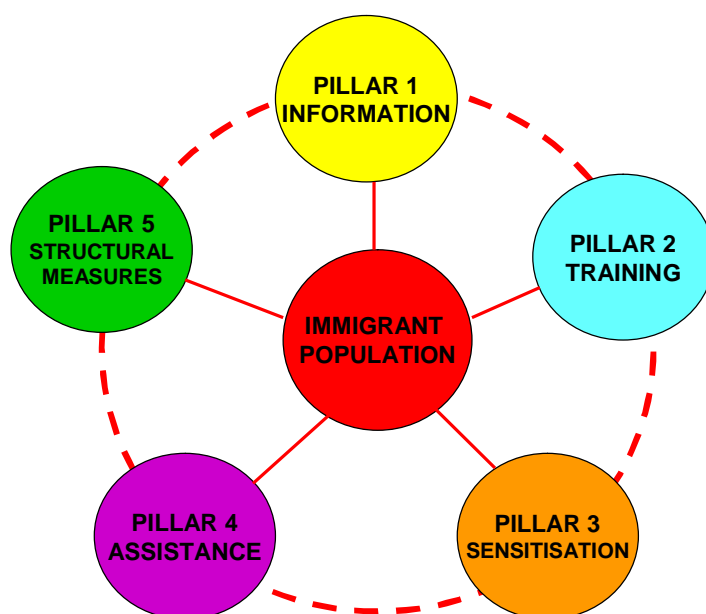 PILLAR 1
INFORMATION
PILLAR 2
TRAINING
PILLAR 3
SENSITISATION
PILLAR 4
ASSISTANCE
PILLAR 5
STRUCTURAL
MEASURES
IMMIGRANT
POPULATION